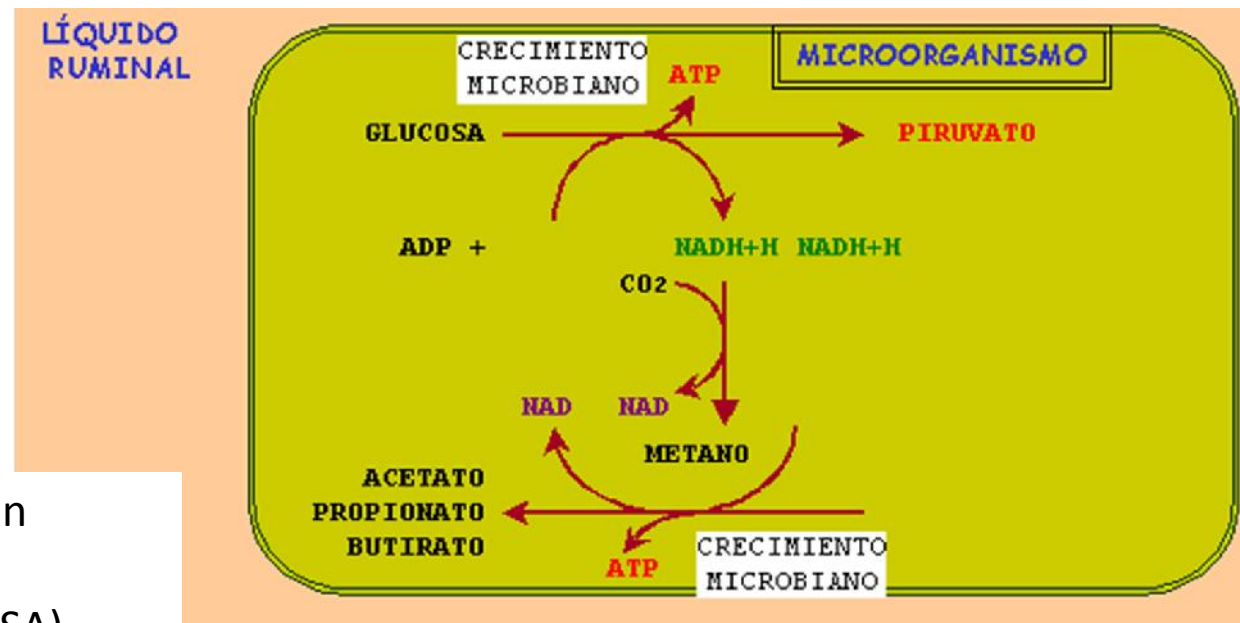 LÍQUIDO
RUMINAL
CRECIMIENTO
MICROBIANO
ATP
MICROORGANISMO
GLUCOSA
PIRUVATO
ADP +
NADH+H NADH+H
CO2
NAD NAD
METANO
ACETATO
PROPIONATO
BUTIRATO
ATP
CRECIMIENTO
MICROBIANO
n
SA)